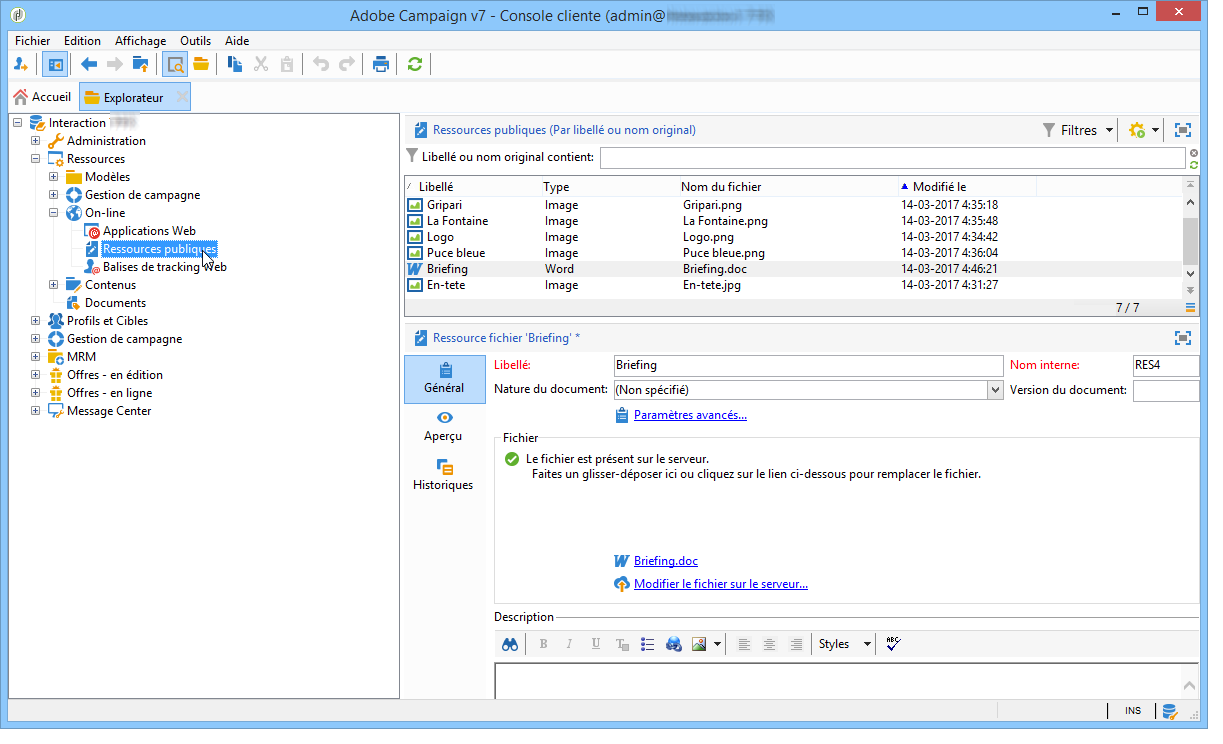 Adobe Campaign v7 - Console cliente (admin@
Fichier Edition Affichage Outils Aide
Accueil Explorateur
Interaction
Administration
Ressources
Modèles
Gestion de campagne
On-line
Applications Web
Ressources publiques
Balises de tracking Web
Contenus
Documents
Profils et Cibles
Gestion de campagne
MRM
Offres - en édition
Offres - en ligne
Message Center
Ressources publiques (Par libellé ou nom original) Filtres
Libellé ou nom original contient:
Libellé Type Nom du fichier Modifié le
Gripari Image Gripari.png 14-03-2017 4:35:18
La Fontaine Image La Fontaine.png 14-03-2017 4:35:48
Logo Image Logo.png 14-03-2017 4:34:42
Puce bleue Image Puce bleue.png 14-03-2017 4:36:04
Briefing Word Briefing.doc 14-03-2017 4:46:21
En-tete Image En-tete.jpg 14-03-2017 4:31:27
7 / 7
Ressource fichier 'Briefing' *
Général
Aperçu
Historiques
Libellé: Briefing Nom interne: RES4
Nature du document: (Non spécifié) Version du document:
Paramètres avancés...
Fichier
Le fichier est présent sur le serveur.
Faites un glisser-déposer ici ou cliquez sur le lien ci-dessous pour remplacer le fichier.
Briefing.doc
Modifier le fichier sur le serveur...
Description
B I U T Styles ABC
INS